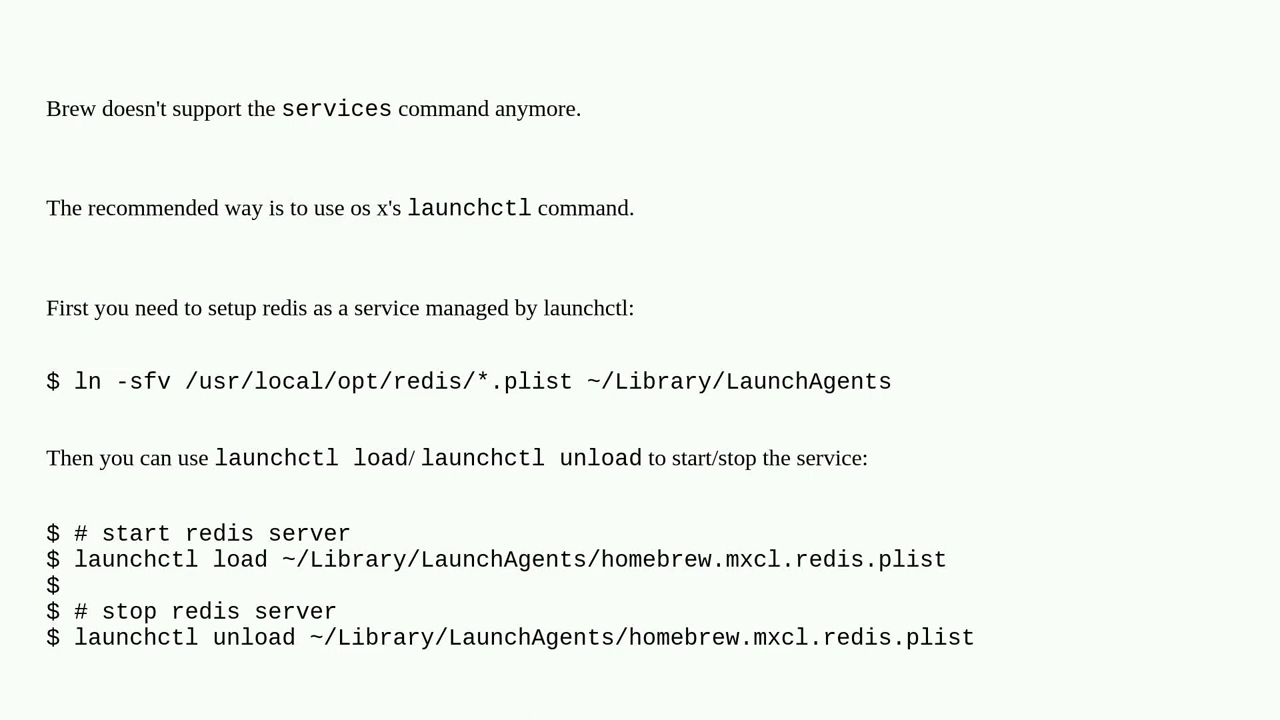 Brew doesn't support the services command anymore.
The recommended way is to use os x's launchctl command.
First you need to setup redis as a service managed by launchctl:
$ ln -sfv /usr/local/opt/redis/*.plist ~/Library/LaunchAgents
Then you can use launchctl load/ launchctl unload to start/stop the service:
$ # start redis server
$ launchctl load ~/Library/LaunchAgents/homebrew.mxcl.redis.plist
$
$ # stop redis server
$ launchctl unload ~/Library/LaunchAgents/homebrew.mxcl.redis.plist